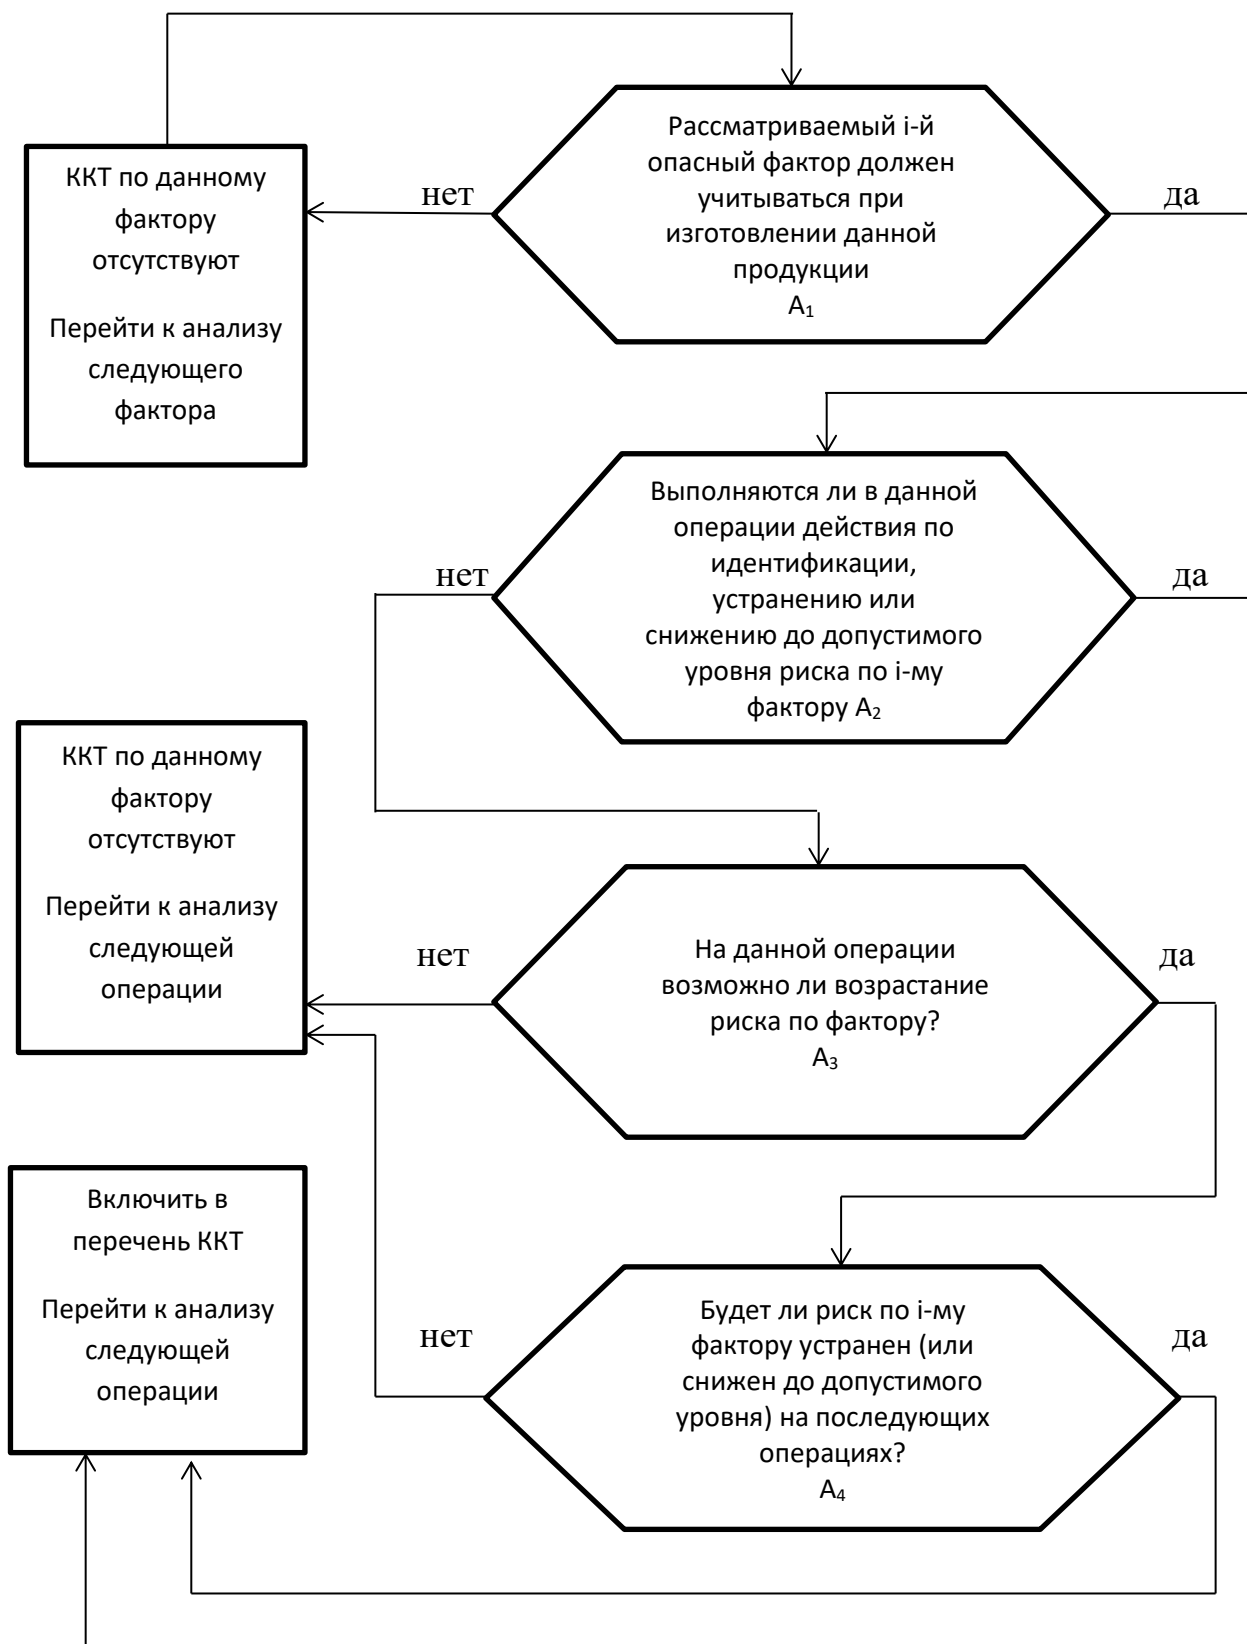 Рассматриваемый i-й
опасный фактор должен
учитываться при
изготовлении данной
продукции
А₁
нет
да
ККТ по данному
фактору
отсутствуют
Перейти к анализу
следующего
фактора
Выполняются ли в данной
операции действия по
идентификации,
устранению или
снижению до допустимого
уровня риска по i-му
фактору А₂
нет
да
ККТ по данному
фактору
отсутствуют
Перейти к анализу
следующей
операции
На данной операции
возможно ли возрастание
риска по фактору?
А₃
нет
да
Включить в
перечень ККТ
Перейти к анализу
следующей
операции
Будет ли риск по i-му
фактору устранен (или
снижен до допустимого
уровня) на последующих
операциях?
А₄
нет
да